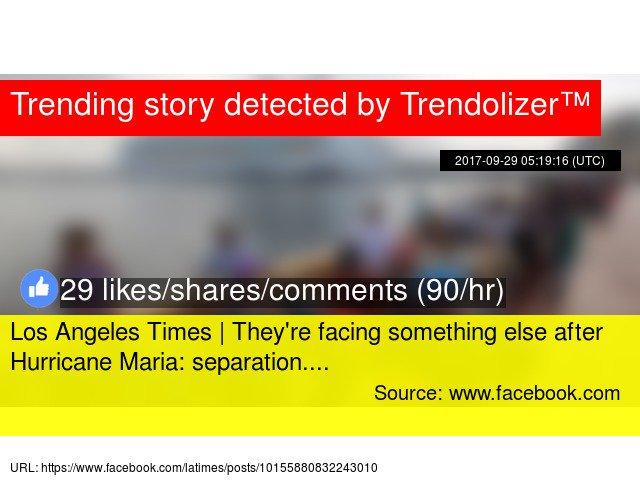 Trending story detected by Trendolizer™
2017-09-29 05:19:16 (UTC)
29 likes/shares/comments (90/hr)
Los Angeles Times | They're facing something else after
Hurricane Maria: separation....
Source: www.facebook.com
URL: https://www.facebook.com/latimes/posts/10155880832243010